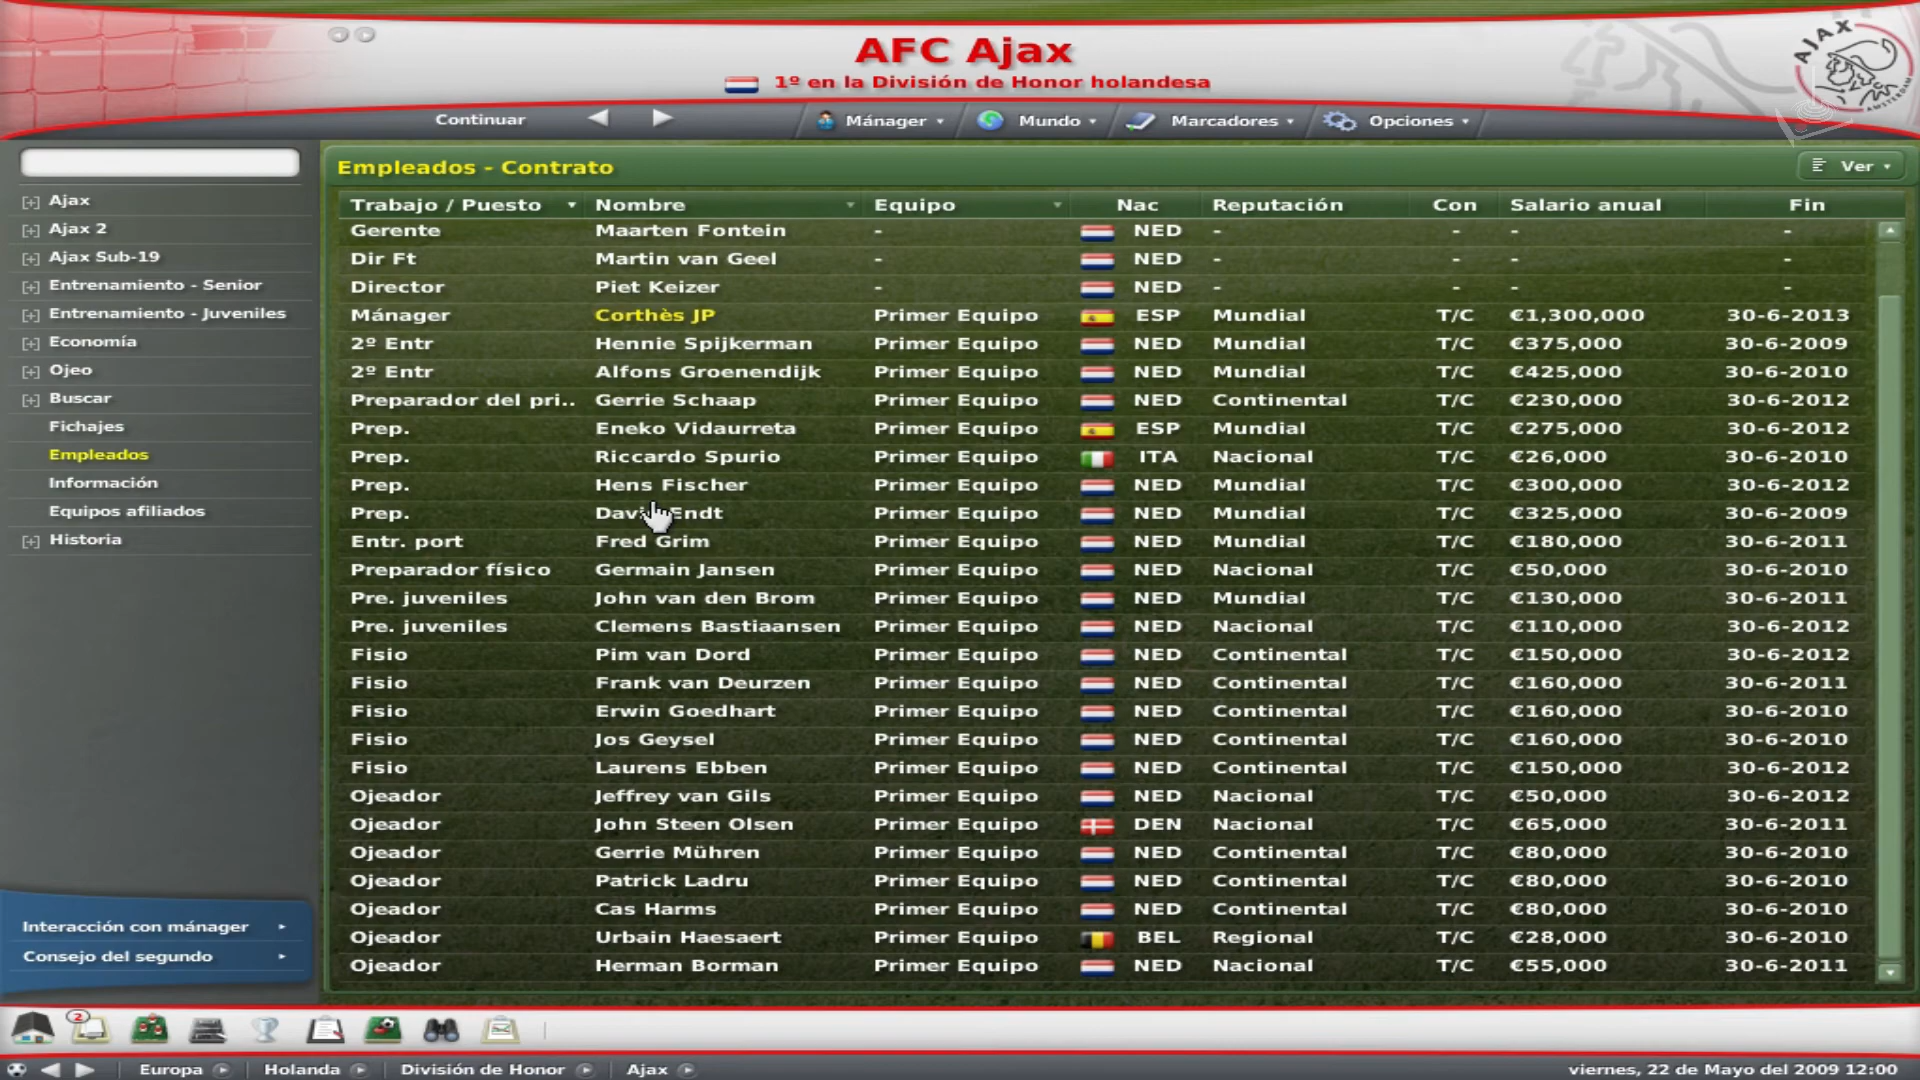 AFC Ajax
1º en la División de Honor holandesa
AJAX
AMSTERDAM
Continuar Mánager Mundo Marcadores Opciones
Empleados - Contrato Ver
Trabajo / Puesto Nombre Equipo Nac Reputación Con Salario anual Fin
Gerente Maarten Fontein - NED - - - -
Dir Ft Martin van Geel - NED - - - -
Director Piet Keizer - NED - - - -
Mánager Corthès JP Primer Equipo ESP Mundial T/C €1,300,000 30-6-2013
2º Entr Hennie Spijkerman Primer Equipo NED Mundial T/C €375,000 30-6-2009
2º Entr Alfons Groenendijk Primer Equipo NED Mundial T/C €425,000 30-6-2010
Preparador del pri.. Gerrie Schaap Primer Equipo NED Continental T/C €230,000 30-6-2012
Prep. Eneko Vidaurreta Primer Equipo ESP Mundial T/C €275,000 30-6-2012
Prep. Riccardo Spurio Primer Equipo ITA Nacional T/C €26,000 30-6-2010
Prep. Hens Fischer Primer Equipo NED Mundial T/C €300,000 30-6-2012
Prep. David Endt Primer Equipo NED Mundial T/C €325,000 30-6-2009
Entr. port Fred Grim Primer Equipo NED Mundial T/C €180,000 30-6-2011
Preparador físico Germain Jansen Primer Equipo NED Nacional T/C €50,000 30-6-2010
Pre. juveniles John van den Brom Primer Equipo NED Mundial T/C €130,000 30-6-2011
Pre. juveniles Clemens Bastiaansen Primer Equipo NED Nacional T/C €110,000 30-6-2012
Fisio Pim van Dord Primer Equipo NED Continental T/C €150,000 30-6-2012
Fisio Frank van Deurzen Primer Equipo NED Continental T/C €160,000 30-6-2011
Fisio Erwin Goedhart Primer Equipo NED Continental T/C €160,000 30-6-2010
Fisio Jos Geysel Primer Equipo NED Continental T/C €160,000 30-6-2010
Fisio Laurens Ebben Primer Equipo NED Continental T/C €150,000 30-6-2012
Ojeador Jeffrey van Gils Primer Equipo NED Nacional T/C €50,000 30-6-2012
Ojeador John Steen Olsen Primer Equipo DEN Nacional T/C €65,000 30-6-2011
Ojeador Gerrie Mühren Primer Equipo NED Continental T/C €80,000 30-6-2010
Ojeador Patrick Ladru Primer Equipo NED Continental T/C €80,000 30-6-2010
Ojeador Cas Harms Primer Equipo NED Continental T/C €80,000 30-6-2010
Ojeador Urbain Haesaert Primer Equipo BEL Regional T/C €28,000 30-6-2010
Ojeador Herman Borman Primer Equipo NED Nacional T/C €55,000 30-6-2011
[+] Ajax
[+] Ajax 2
[+] Ajax Sub-19
[+] Entrenamiento - Senior
[+] Entrenamiento - Juveniles
[+] Economía
[+] Ojeo
[+] Buscar
Fichajes
Empleados
Información
Equipos afiliados
[+] Historia
Interacción con mánager
Consejo del segundo
2
Europa Holanda División de Honor Ajax viernes, 22 de Mayo del 2009 12:00